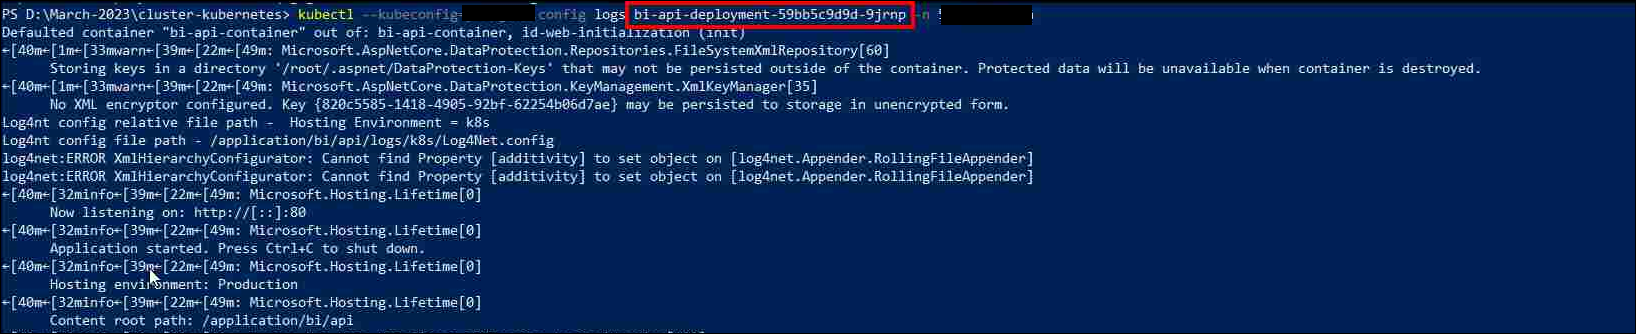 PS D:\March-2023\cluster-kubernetes> kubectl --kubeconfig= config logs bi-api-deployment-59bb5c9d9d-9jrnp -n
Defaulted container "bi-api-container" out of: bi-api-container, id-web-initialization (init)
←[40m←[1m←[33mwarn←[39m←[22m←[49m: Microsoft.AspNetCore.DataProtection.Repositories.FileSystemXmlRepository[60]
Storing keys in a directory '/root/.aspnet/DataProtection-Keys' that may not be persisted outside of the container. Protected data will be unavailable when container is destroyed.
←[40m←[1m←[33mwarn←[39m←[22m←[49m: Microsoft.AspNetCore.DataProtection.KeyManagement.XmlKeyManager[35]
No XML encryptor configured. Key {820c5585-1418-4905-92bf-62254b06d7ae} may be persisted to storage in unencrypted form.
Log4nt config relative file path -  Hosting Environment = k8s
Log4nt config file path - /application/bi/api/logs/k8s/Log4Net.config
log4net:ERROR XmlHierarchyConfigurator: Cannot find Property [additivity] to set object on [log4net.Appender.RollingFileAppender]
log4net:ERROR XmlHierarchyConfigurator: Cannot find Property [additivity] to set object on [log4net.Appender.RollingFileAppender]
←[40m←[32minfo←[39m←[22m←[49m: Microsoft.Hosting.Lifetime[0]
Now listening on: http://[::]:80
←[40m←[32minfo←[39m←[22m←[49m: Microsoft.Hosting.Lifetime[0]
Application started. Press Ctrl+C to shut down.
←[40m←[32minfo←[39m←[22m←[49m: Microsoft.Hosting.Lifetime[0]
Hosting environment: Production
←[40m←[32minfo←[39m←[22m←[49m: Microsoft.Hosting.Lifetime[0]
Content root path: /application/bi/api